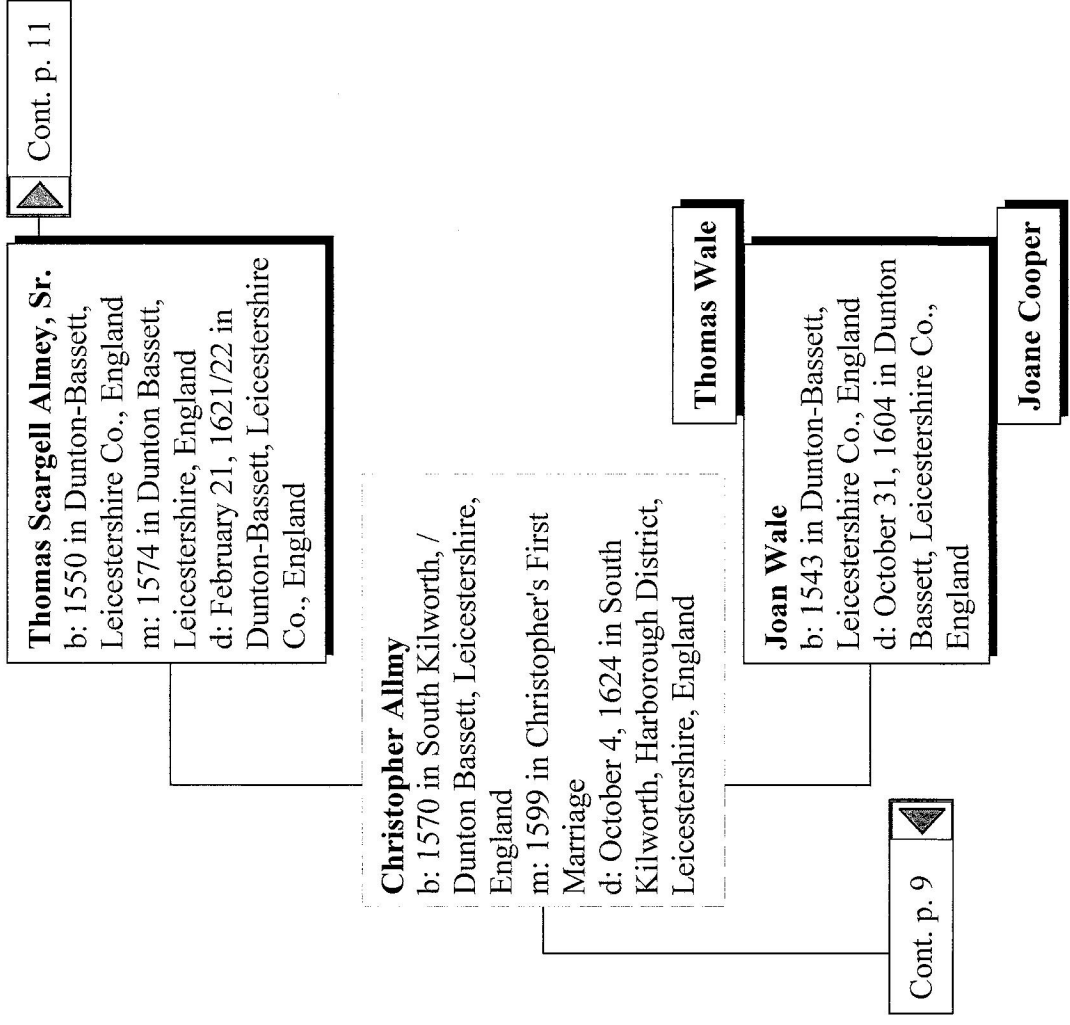 Cont. p. 11
Thomas Scargell Almey, Sr.
b: 1550 in Dunton-Bassett,
Leicestershire Co., England
m: 1574 in Dunton Bassett,
Leicestershire, England
d: February 21, 1621/22 in
Dunton-Bassett, Leicestershire
Co., England
Christopher Allmy
b: 1570 in South Kilworth, /
Dunton Bassett, Leicestershire,
England
m: 1599 in Christopher's First
Marriage
d: October 4, 1624 in South
Kilworth, Harborough District,
Leicestershire, England
Thomas Wale
Joan Wale
b: 1543 in Dunton-Bassett,
Leicestershire Co., England
d: October 31, 1604 in Dunton
Bassett, Leicestershire Co.,
England
Joane Cooper
Cont. p. 9